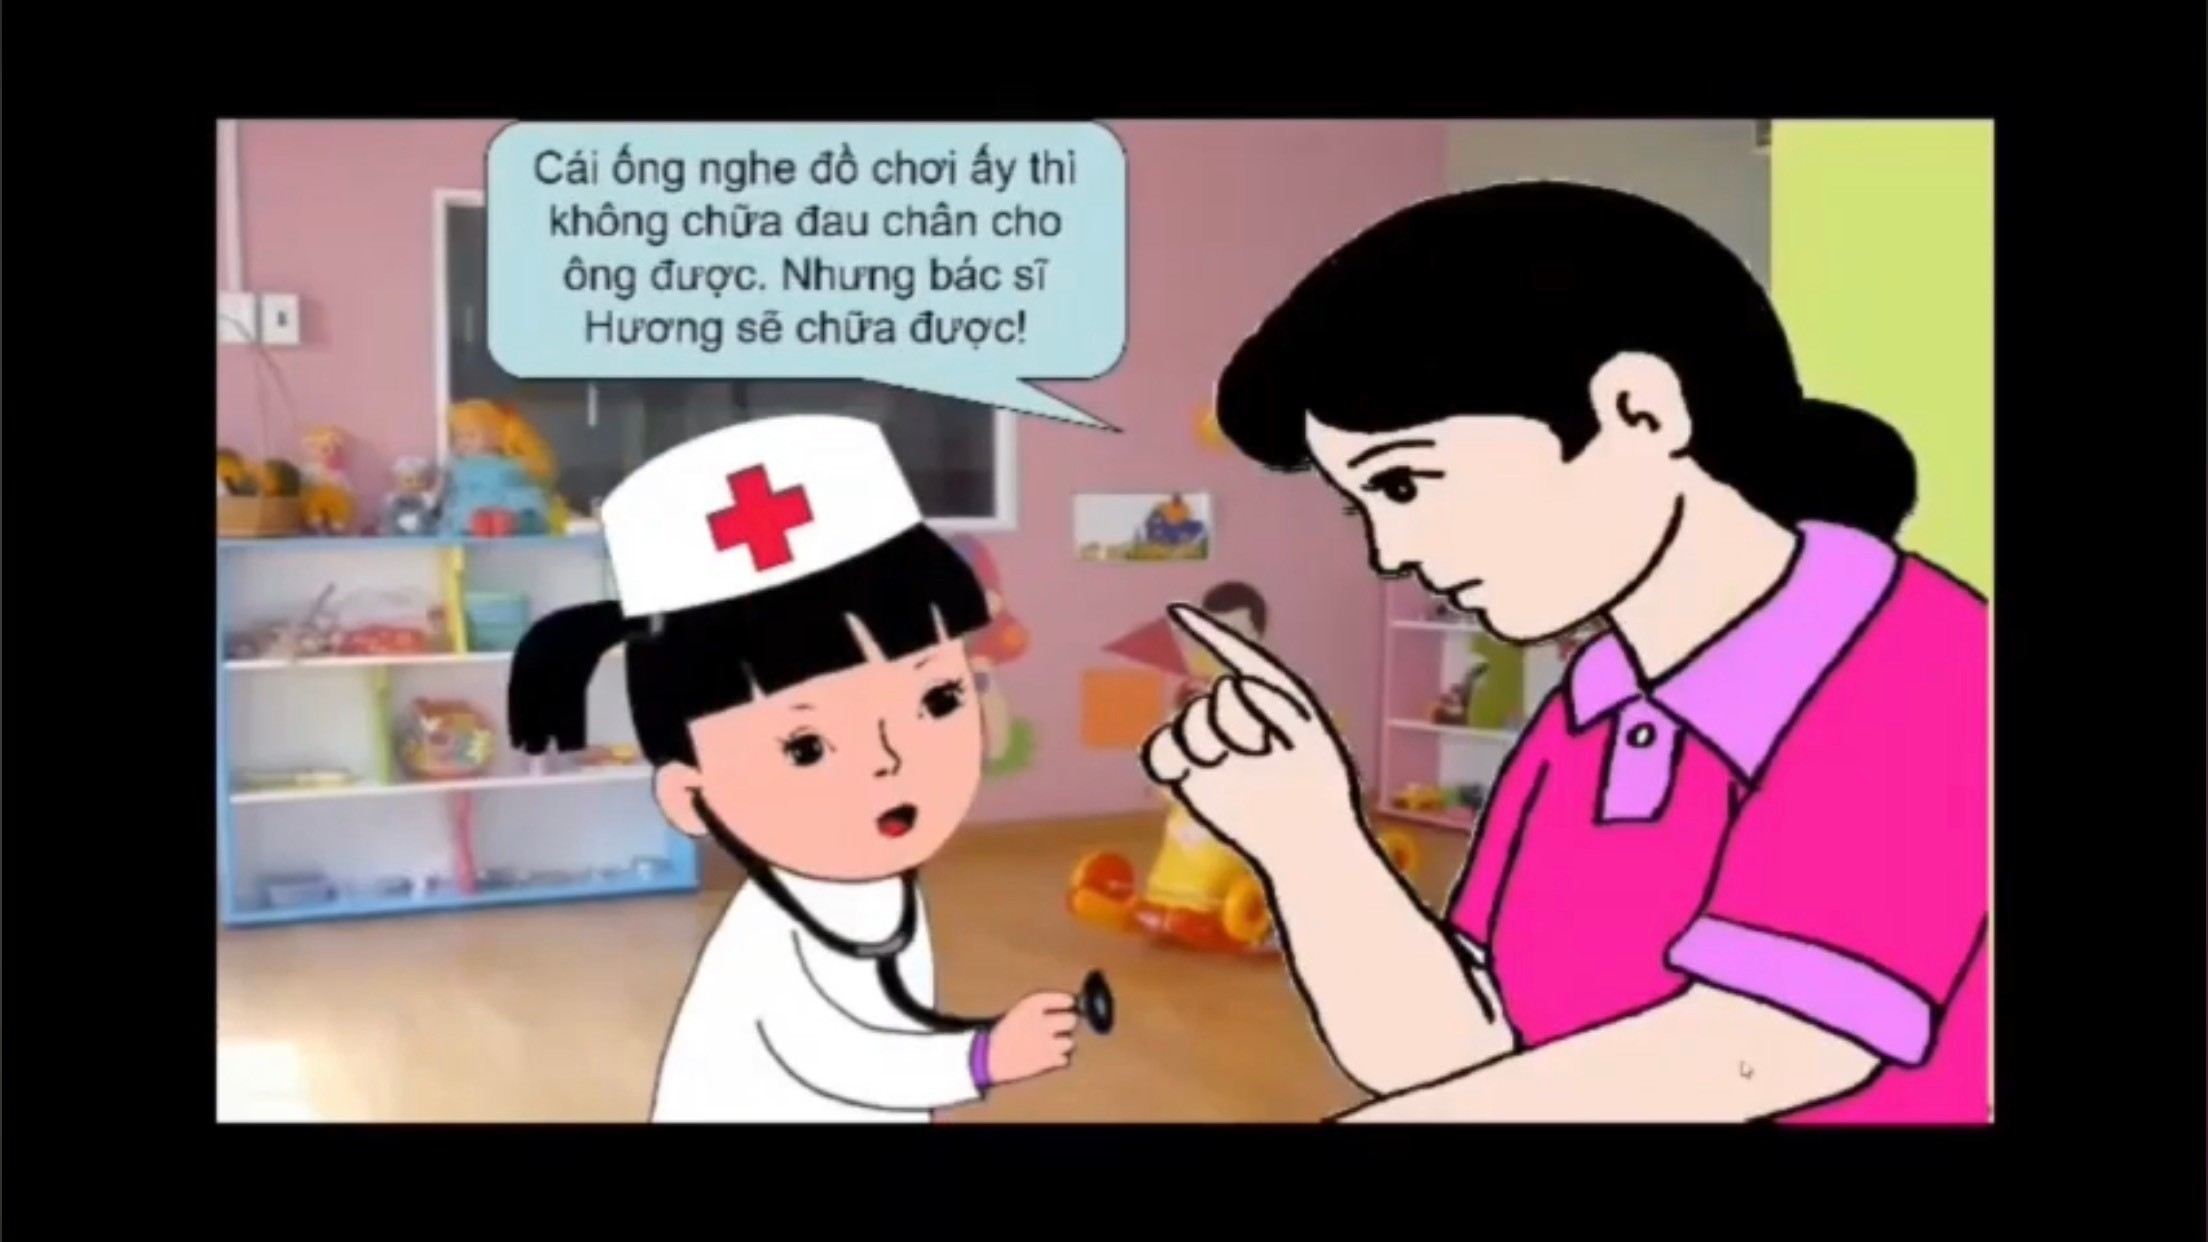 Cái ống nghe đồ chơi ấy thì
không chữa đau chân cho
ông được. Nhưng bác sĩ
Hương sẽ chữa được!